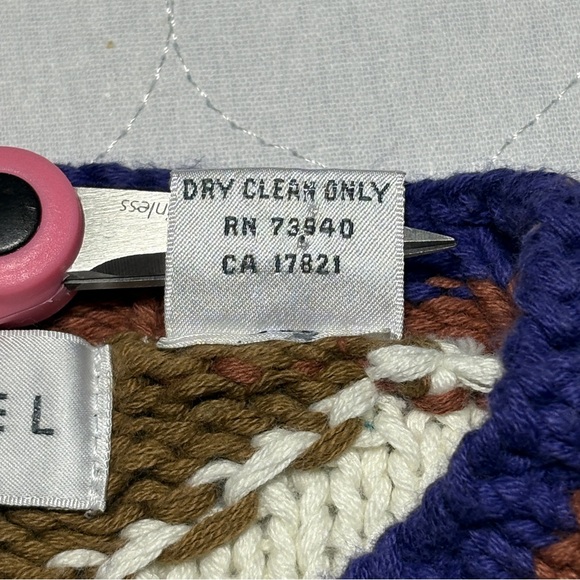 DRY CLEAN ONLY
RN 73940
CA 17821
EL